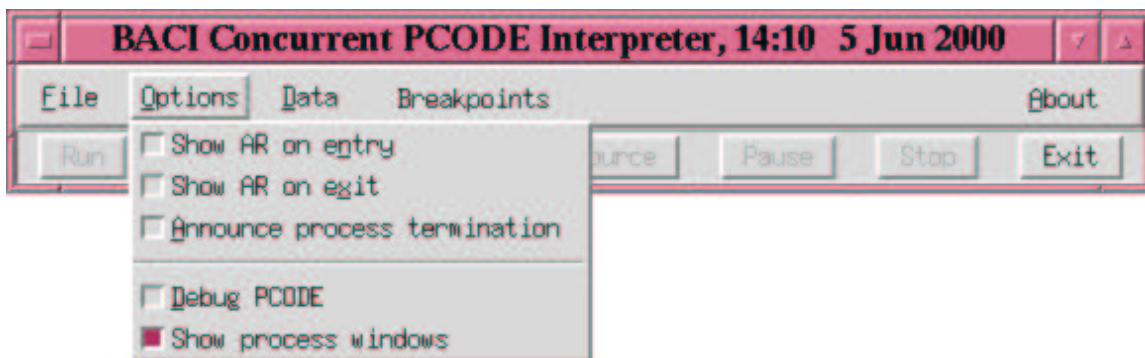 BACI Concurrent PCODE Interpreter, 14:10 5 Jun 2000
File Options Data Breakpoints About
Run Pause Stop Exit
Show AR on entry
Show AR on exit
Announce process termination
Debug PCODE
Show process windows